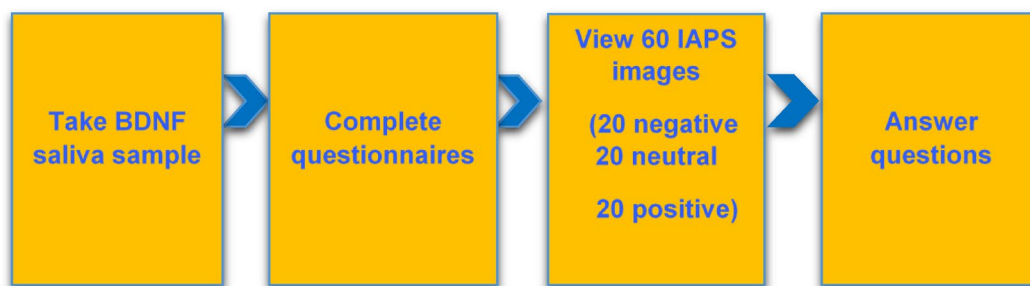 Take BDNF
saliva sample
Complete
questionnaires
View 60 IAPS
images
(20 negative
20 neutral
20 positive)
Answer
questions